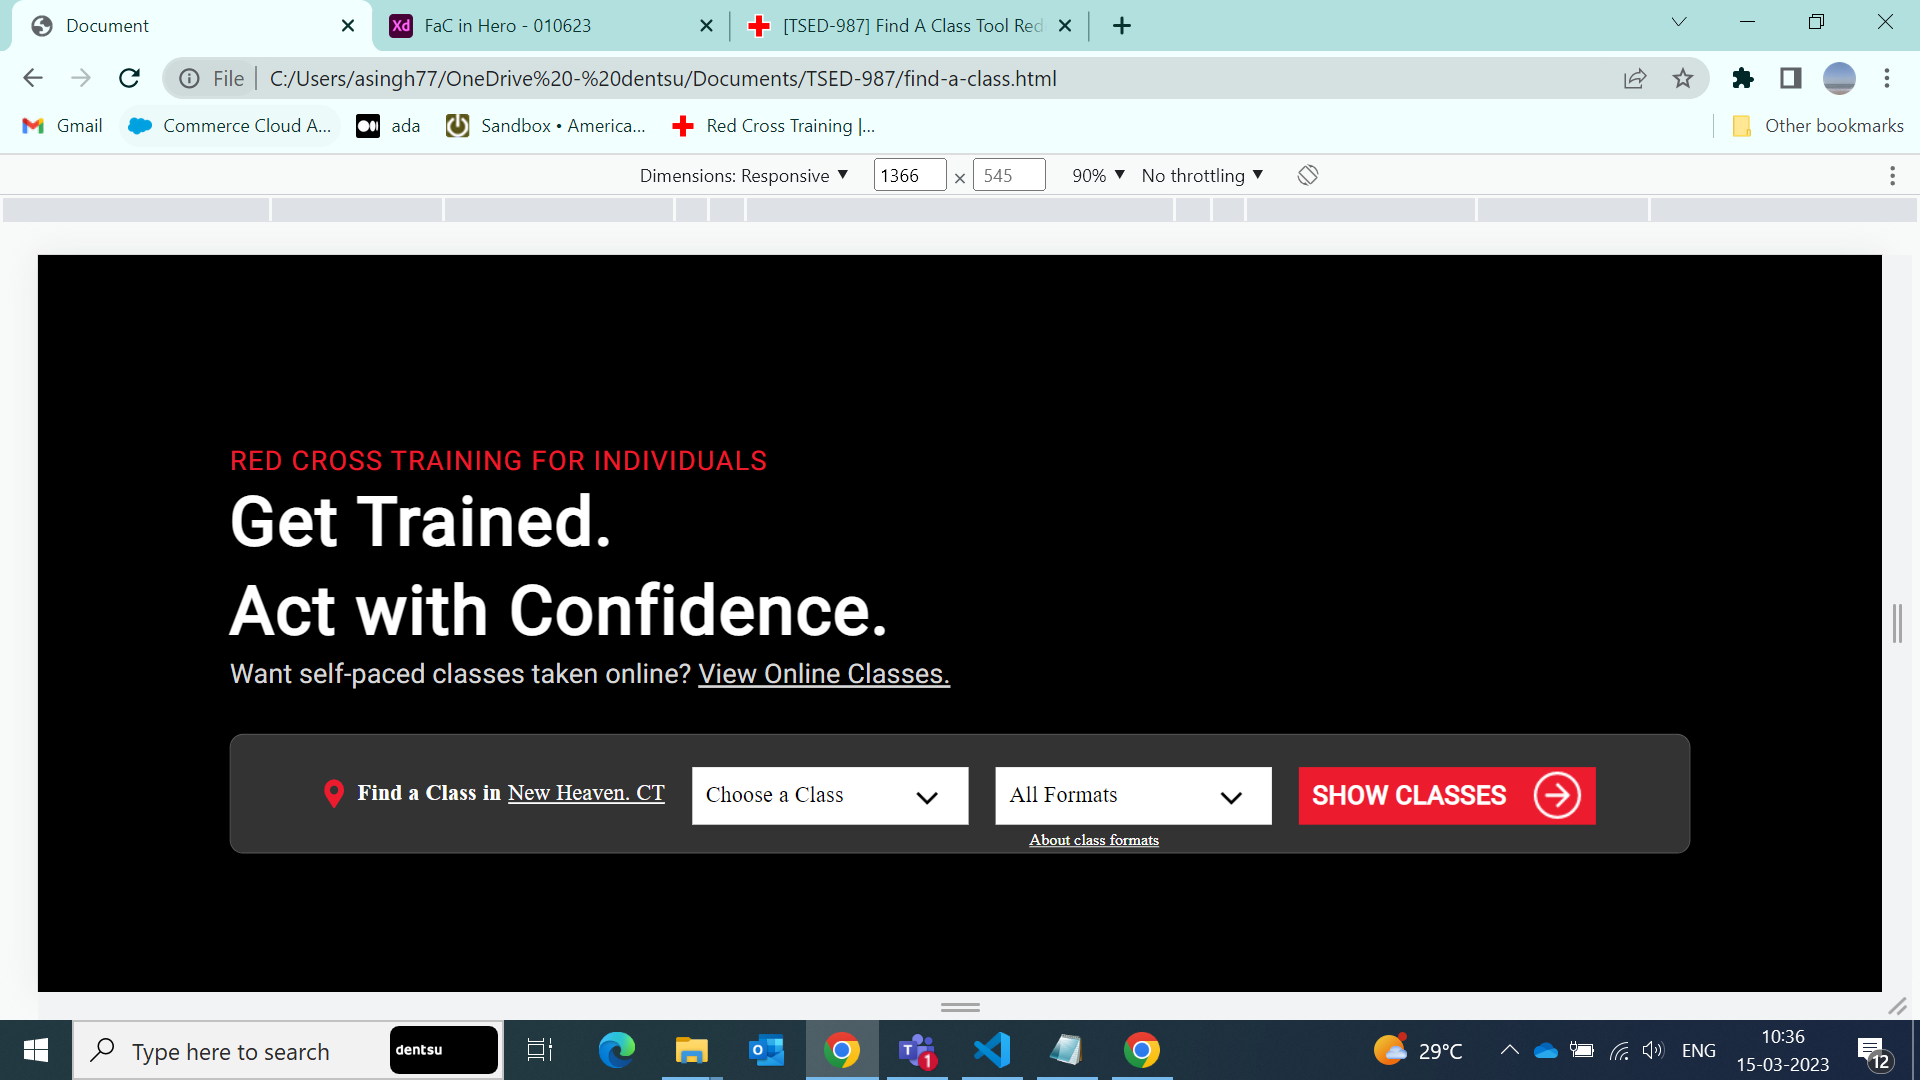 Document
FaC in Hero - 010623
[TSED-987] Find A Class Tool Red
File
C:/Users/asingh77/OneDrive%20-%20dentsu/Documents/TSED-987/find-a-class.html
Gmail
Commerce Cloud A...
ada
Sandbox • America...
Red Cross Training |...
Other bookmarks
Dimensions: Responsive
1366 × 545
90%
No throttling
RED CROSS TRAINING FOR INDIVIDUALS
Get Trained.
Act with Confidence.
Want self-paced classes taken online? View Online Classes.
Find a Class in New Heaven. CT
Choose a Class
All Formats
SHOW CLASSES
About class formats
Type here to search
dentsu
1
29°C
ENG
10:36
15-03-2023
12